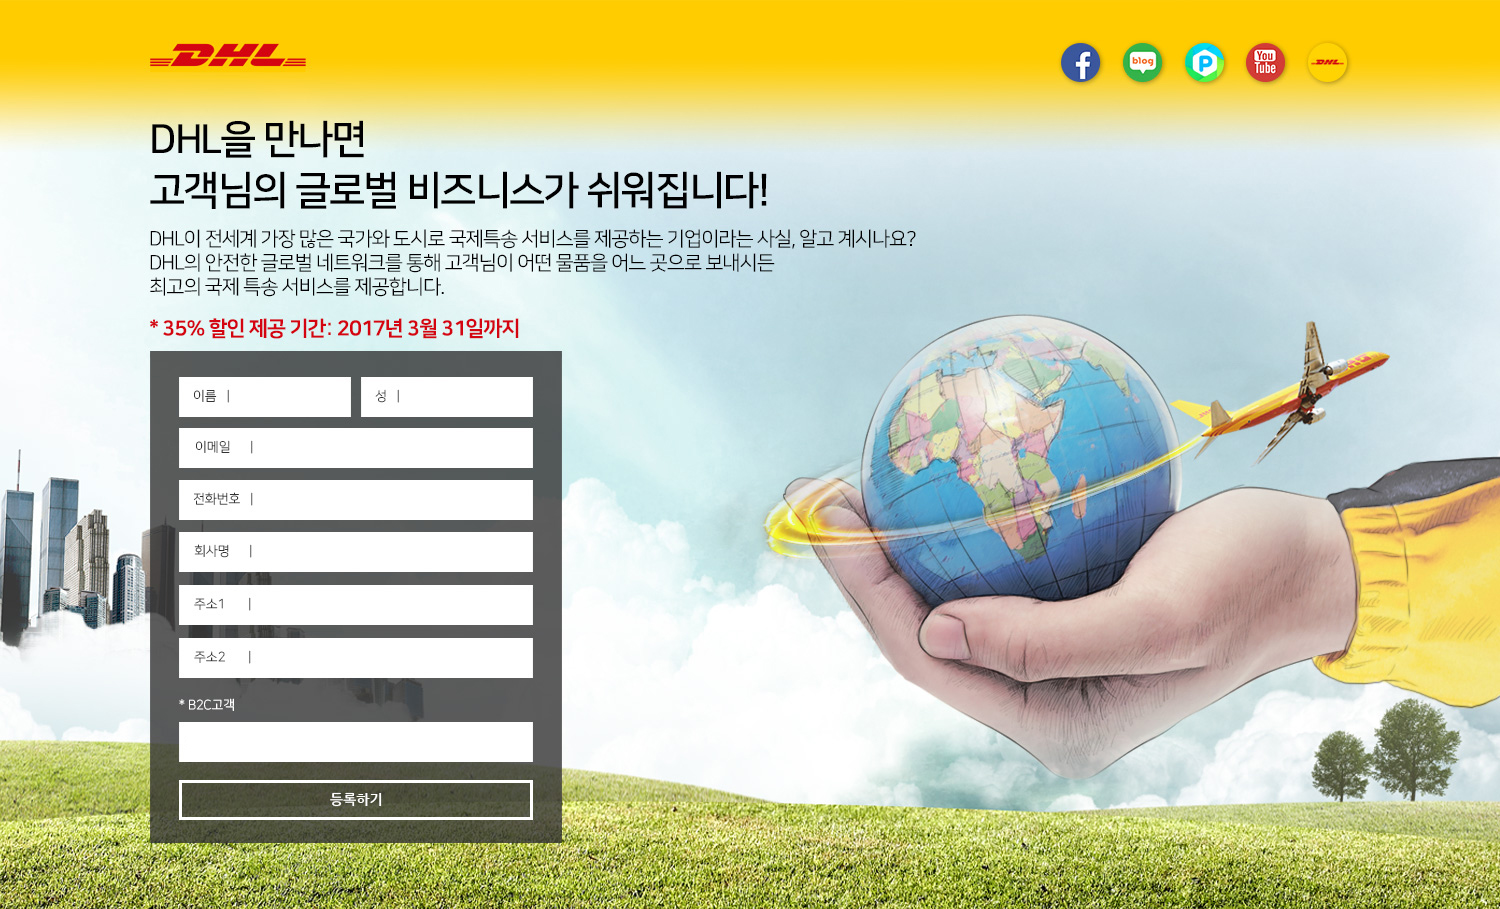 DHL
f
blog
P
You
Tube
DHL
DHL을 만나면
고객님의 글로벌 비즈니스가 쉬워집니다!
DHL이 전세계 가장 많은 국가와 도시로 국제특송 서비스를 제공하는 기업이라는 사실, 알고 계시나요?
DHL의 안전한 글로벌 네트워크를 통해 고객님이 어떤 물품을 어느 곳으로 보내시든
최고의 국제 특송 서비스를 제공합니다.
* 35% 할인 제공 기간: 2017년 3월 31일까지
이름 |
성 |
이메일 |
전화번호 |
회사명 |
주소1 |
주소2 |
* B2C고객
등록하기
DHL